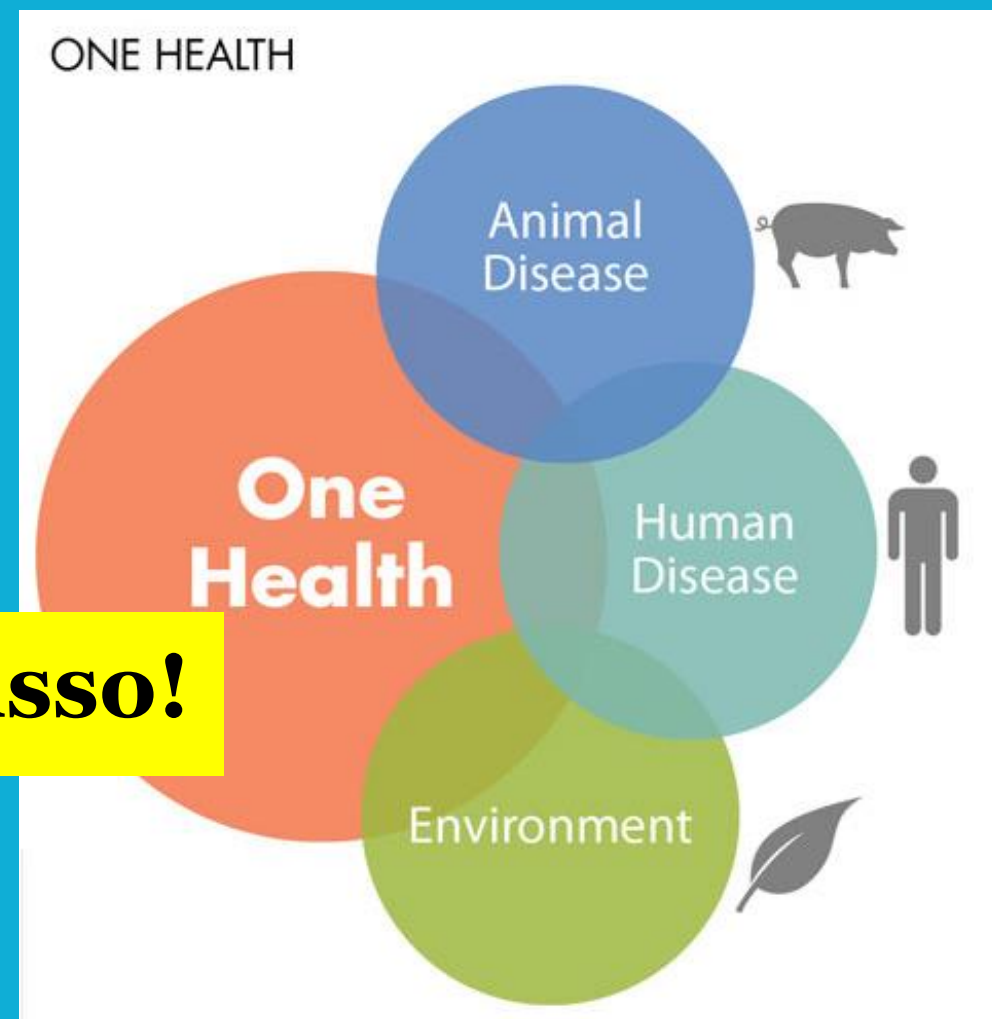 ONE HEALTH
Animal
Disease
One
Health
Human
Disease
Environment